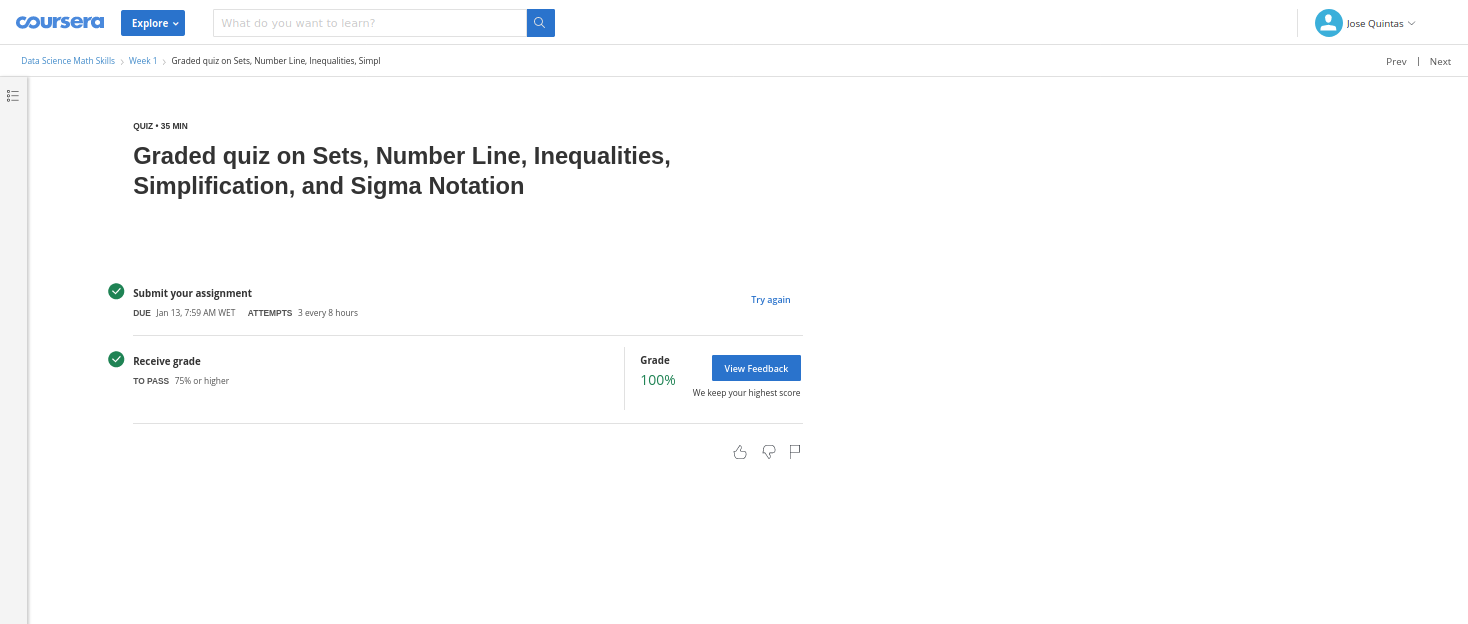 coursera
Explore
What do you want to learn?
Jose Quintas
Data Science Math Skills
Week 1
Graded quiz on Sets, Number Line, Inequalities, Simpl
Prev | Next
QUIZ • 35 MIN
Graded quiz on Sets, Number Line, Inequalities,
Simplification, and Sigma Notation
Submit your assignment
Try again
DUE Jan 13, 7:59 AM WET ATTEMPTS 3 every 8 hours
Receive grade
TO PASS 75% or higher
Grade
100%
View Feedback
We keep your highest score